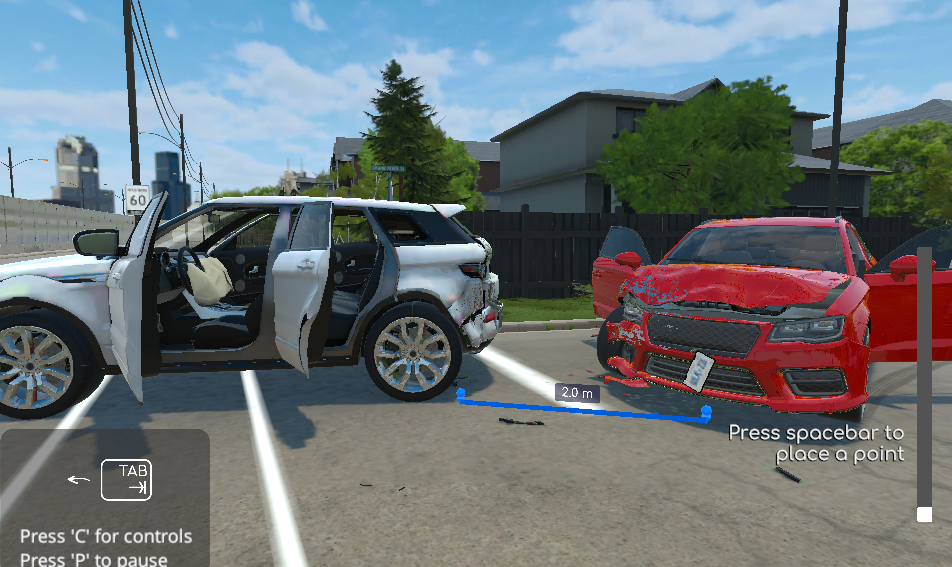 60
2.0 m
Press spacebar to
place a point
TAB
Press 'C' for controls
Press 'P' to pause